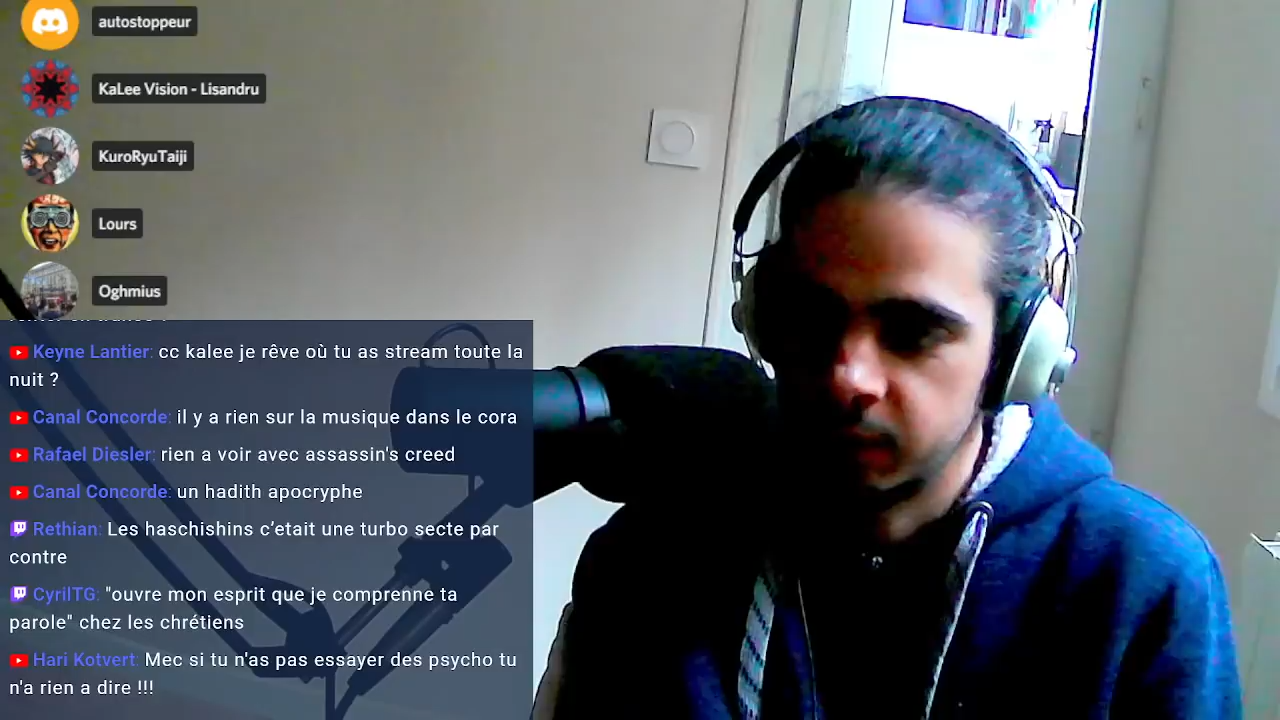 autostoppeur
KaLee Vision - Lisandru
KuroRyuTaiji
Lours
Oghmius
Keyne Lantier: cc kalee je rêve où tu as stream toute la
nuit ?
Canal Concorde: il y a rien sur la musique dans le cora
Rafael Diesler: rien a voir avec assassin's creed
Canal Concorde: un hadith apocryphe
Rethian: Les haschishins c’etait une turbo secte par
contre
CyrilTG: "ouvre mon esprit que je comprenne ta
parole" chez les chrétiens
Hari Kotvert: Mec si tu n'as pas essayer des psycho tu
n'a rien a dire !!!